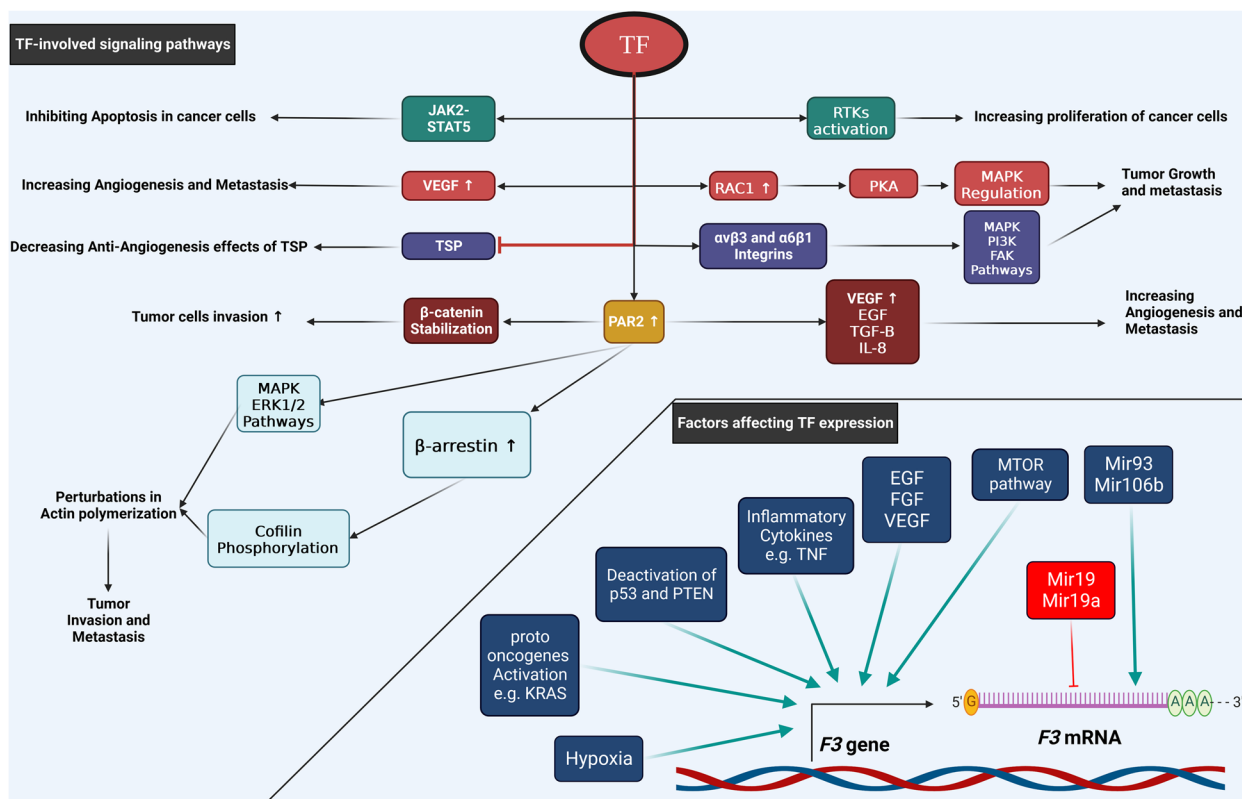 TF-involved signaling pathways
TF
Inhibiting Apoptosis in cancer cells
JAK2-
STAT5
RTKs
activation
Increasing proliferation of cancer cells
Increasing Angiogenesis and Metastasis
VEGF ↑
RAC1 ↑
PKA
MAPK
Regulation
Tumor Growth
and metastasis
Decreasing Anti-Angiogenesis effects of TSP
TSP
αvβ3 and α6β1
Integrins
MAPK
PI3K
FAK
Pathways
Tumor cells invasion ↑
β-catenin
Stabilization
PAR2 ↑
VEGF ↑
EGF
TGF-B
IL-8
Increasing
Angiogenesis and
Metastasis
MAPK
ERK1/2
Pathways
β-arrestin ↑
Perturbations in
Actin polymerization
Cofilin
Phosphorylation
Tumor
Invasion and
Metastasis
Factors affecting TF expression
Hypoxia
proto
oncogenes
Activation
e.g. KRAS
Deactivation of
p53 and PTEN
Inflammatory
Cytokines
e.g. TNF
EGF
FGF
VEGF
MTOR
pathway
Mir93
Mir106b
Mir19
Mir19a
5' G A A A --- 3'
F3 gene
F3 mRNA